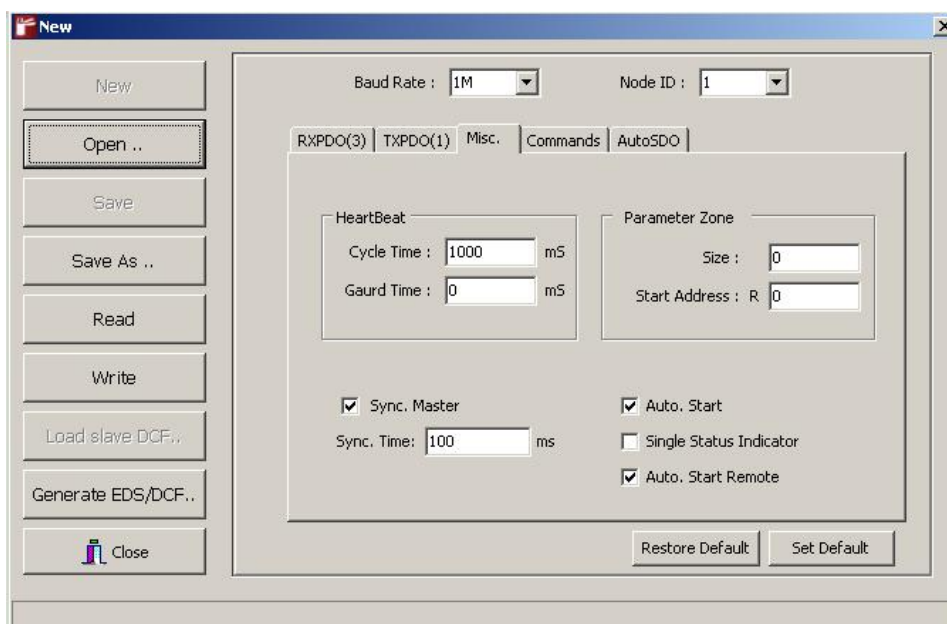 New
New
Open ..
Save
Save As ..
Read
Write
Load slave DCF..
Generate EDS/DCF..
Close
Baud Rate : 1M Node ID : 1
RXPDO(3) TXPDO(1) Misc. Commands AutoSDO
HeartBeat
Cycle Time : 1000 mS
Gaurd Time : 0 mS
Parameter Zone
Size : 0
Start Address : R 0
Sync. Master
Sync. Time: 100 ms
Auto. Start
Single Status Indicator
Auto. Start Remote
Restore Default Set Default